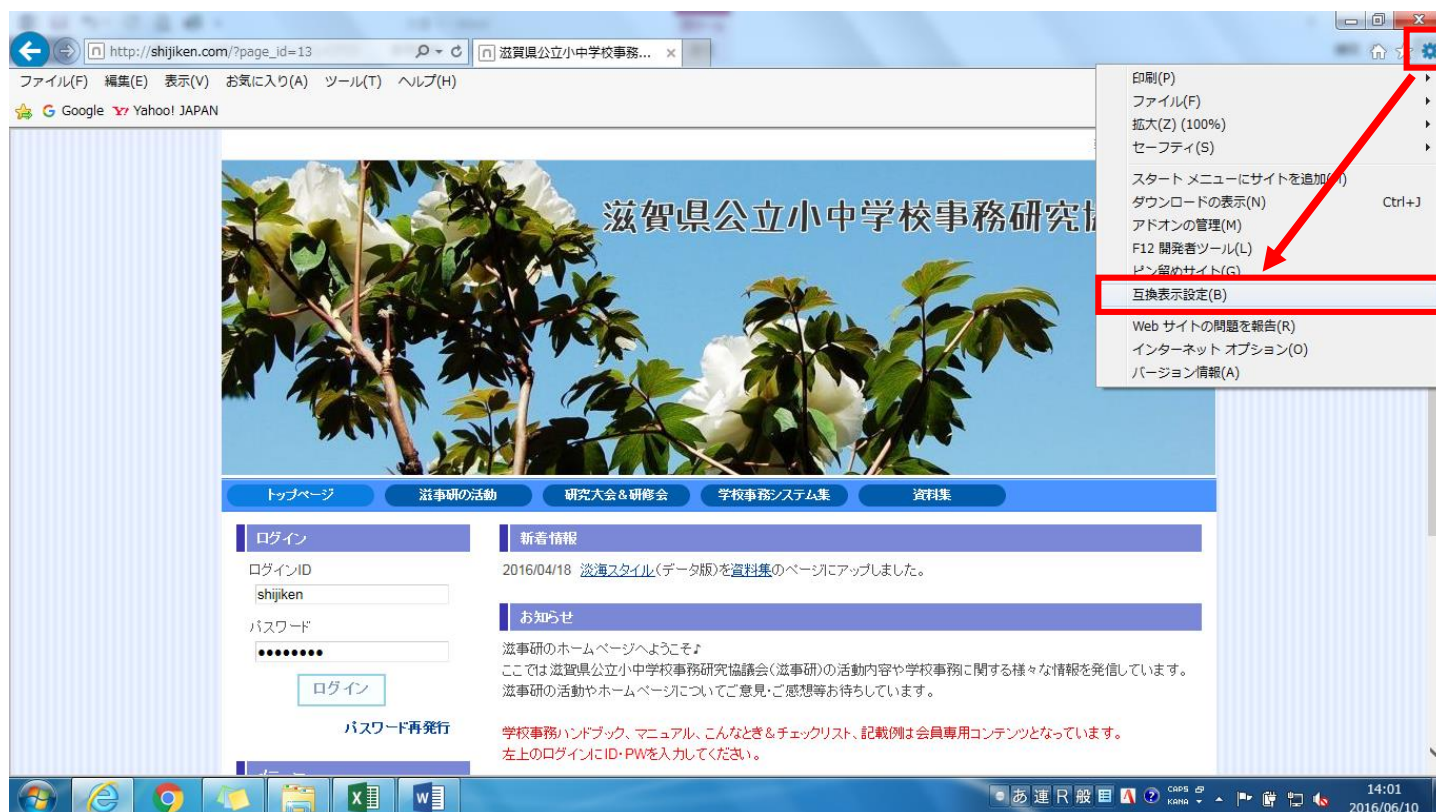 http://shijiken.com/?page_id=13
滋賀県公立小中学校事務...
ファイル(F) 編集(E) 表示(V) お気に入り(A) ツール(T) ヘルプ(H)
Google Yahoo! JAPAN
印刷(P)
ファイル(F)
拡大(Z) (100%)
セーフティ(S)
スタート メニューにサイトを追加(M)
ダウンロードの表示(N) Ctrl+J
アドオンの管理(M)
F12 開発者ツール(L)
ピン留めサイト(G)
互換表示設定(B)
Web サイトの問題を報告(R)
インターネット オプション(O)
バージョン情報(A)
滋賀県公立小中学校事務研究
トップページ 滋事研の活動 研究大会&研修会 学校事務システム集 資料集
ログイン
ログインID
shijiken
パスワード
ログイン
パスワード再発行
新着情報
2016/04/18 淡海スタイル(データ版)を資料集のページにアップしました。
お知らせ
滋事研のホームページへようこそ♪
ここでは滋賀県公立小中学校事務研究協議会(滋事研)の活動内容や学校事務に関する様々な情報を発信しています。
滋事研の活動やホームページについてご意見・ご感想等お待ちしています。
学校事務ハンドブック、マニュアル、こんなとき&チェックリスト、記載例は会員専用コンテンツとなっています。
左上のログインにID・PWを入力してください。
あ 連 R 般 CAPS KANA
14:01
2016/06/10